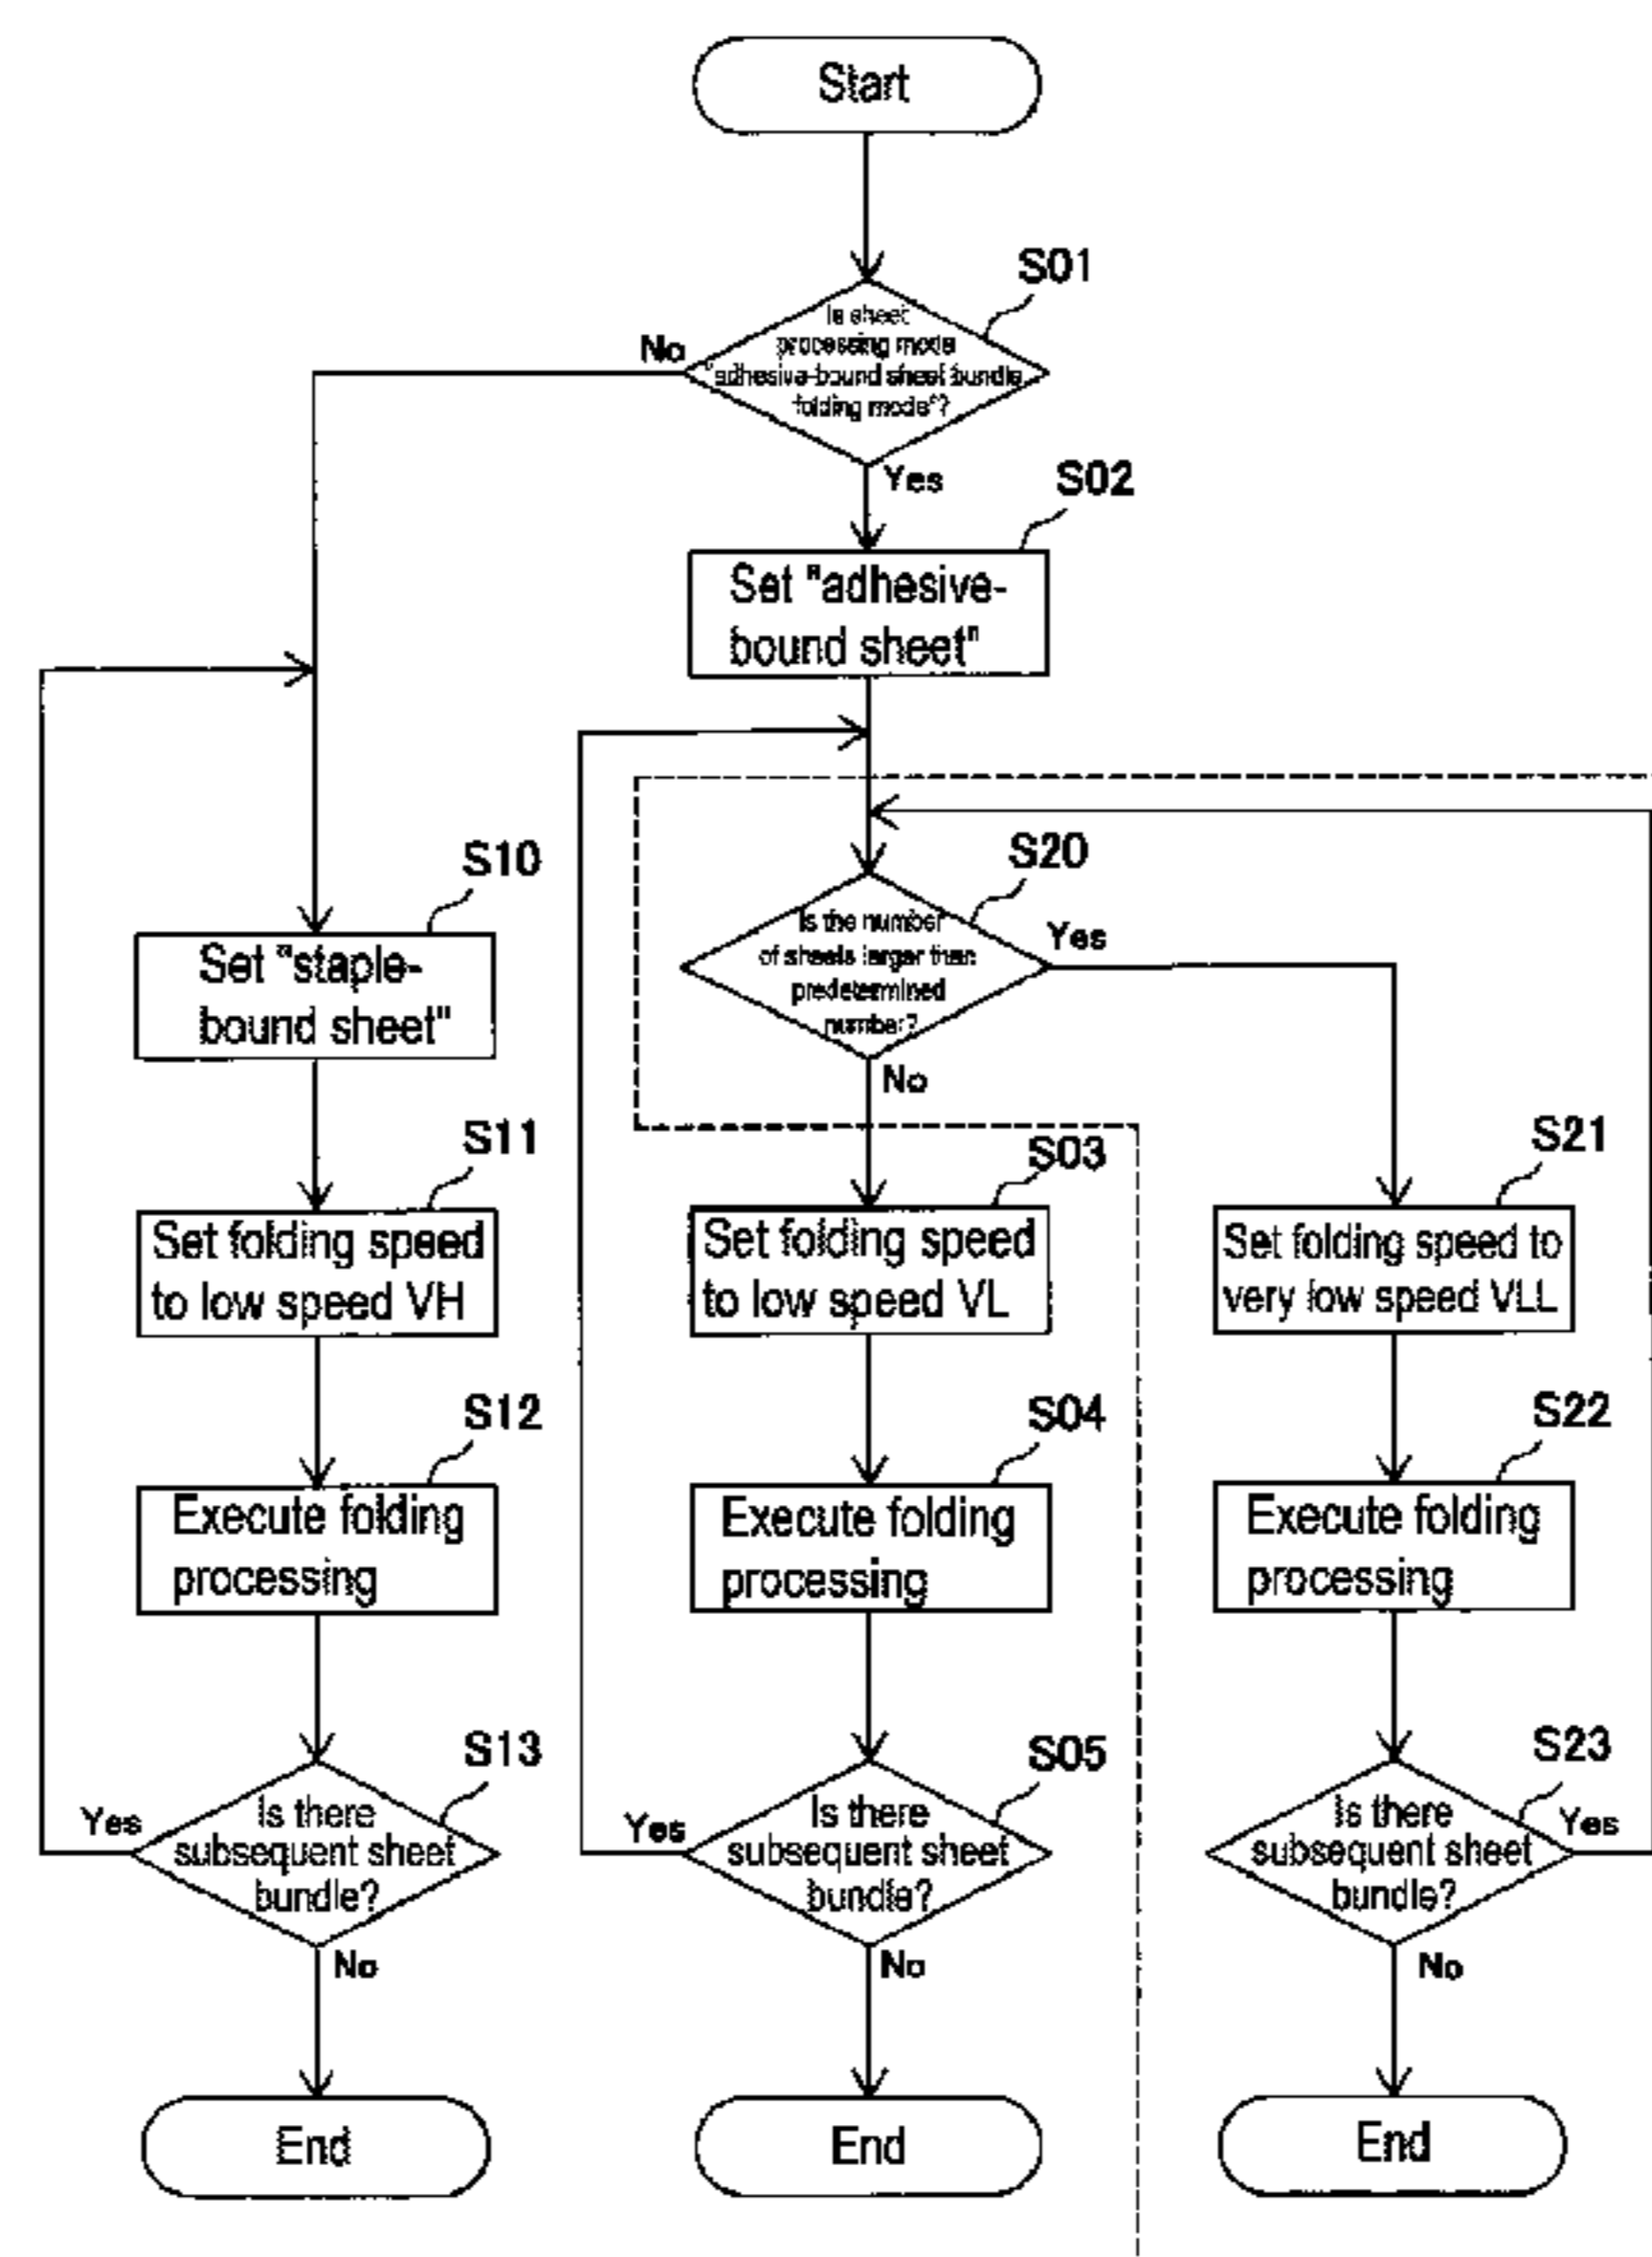 Start
S01
Is sheet
processing mode
"adhesive-bound sheet bundle
folding mode"?
No
Yes
S02
Set "adhesive-
bound sheet"
S10
Set "staple-
bound sheet"
S20
Is the number
of sheets larger than
predetermined
number?
Yes
No
S11
Set folding speed
to low speed VH
S03
Set folding speed
to low speed VL
S21
Set folding speed to
very low speed VLL
S12
Execute folding
processing
S04
Execute folding
processing
S22
Execute folding
processing
S13
Is there
subsequent sheet
bundle?
Yes
No
S05
Is there
subsequent sheet
bundle?
Yes
No
S23
Is there
subsequent sheet
bundle?
Yes
No
End
End
End